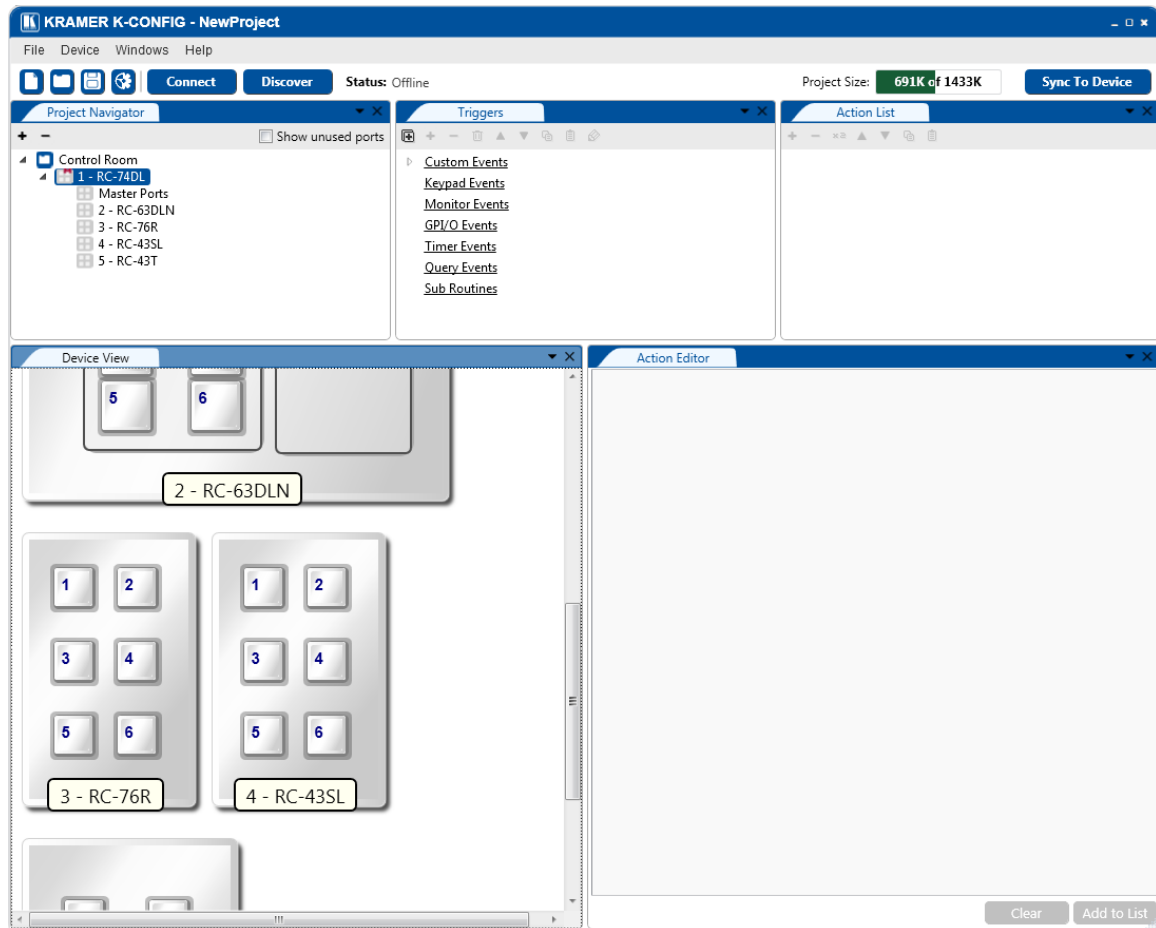 KRAMER K-CONFIG - NewProject
File Device Windows Help
Connect Discover Status: Offline Project Size: 691K of 1433K Sync To Device
Project Navigator
Show unused ports
Control Room
1 - RC-74DL
Master Ports
2 - RC-63DLN
3 - RC-76R
4 - RC-43SL
5 - RC-43T
Triggers
Custom Events
Keypad Events
Monitor Events
GPI/O Events
Timer Events
Query Events
Sub Routines
Action List
Device View
5 6
2 - RC-63DLN
1 2
3 4
5 6
3 - RC-76R
1 2
3 4
5 6
4 - RC-43SL
Action Editor
Clear Add to List